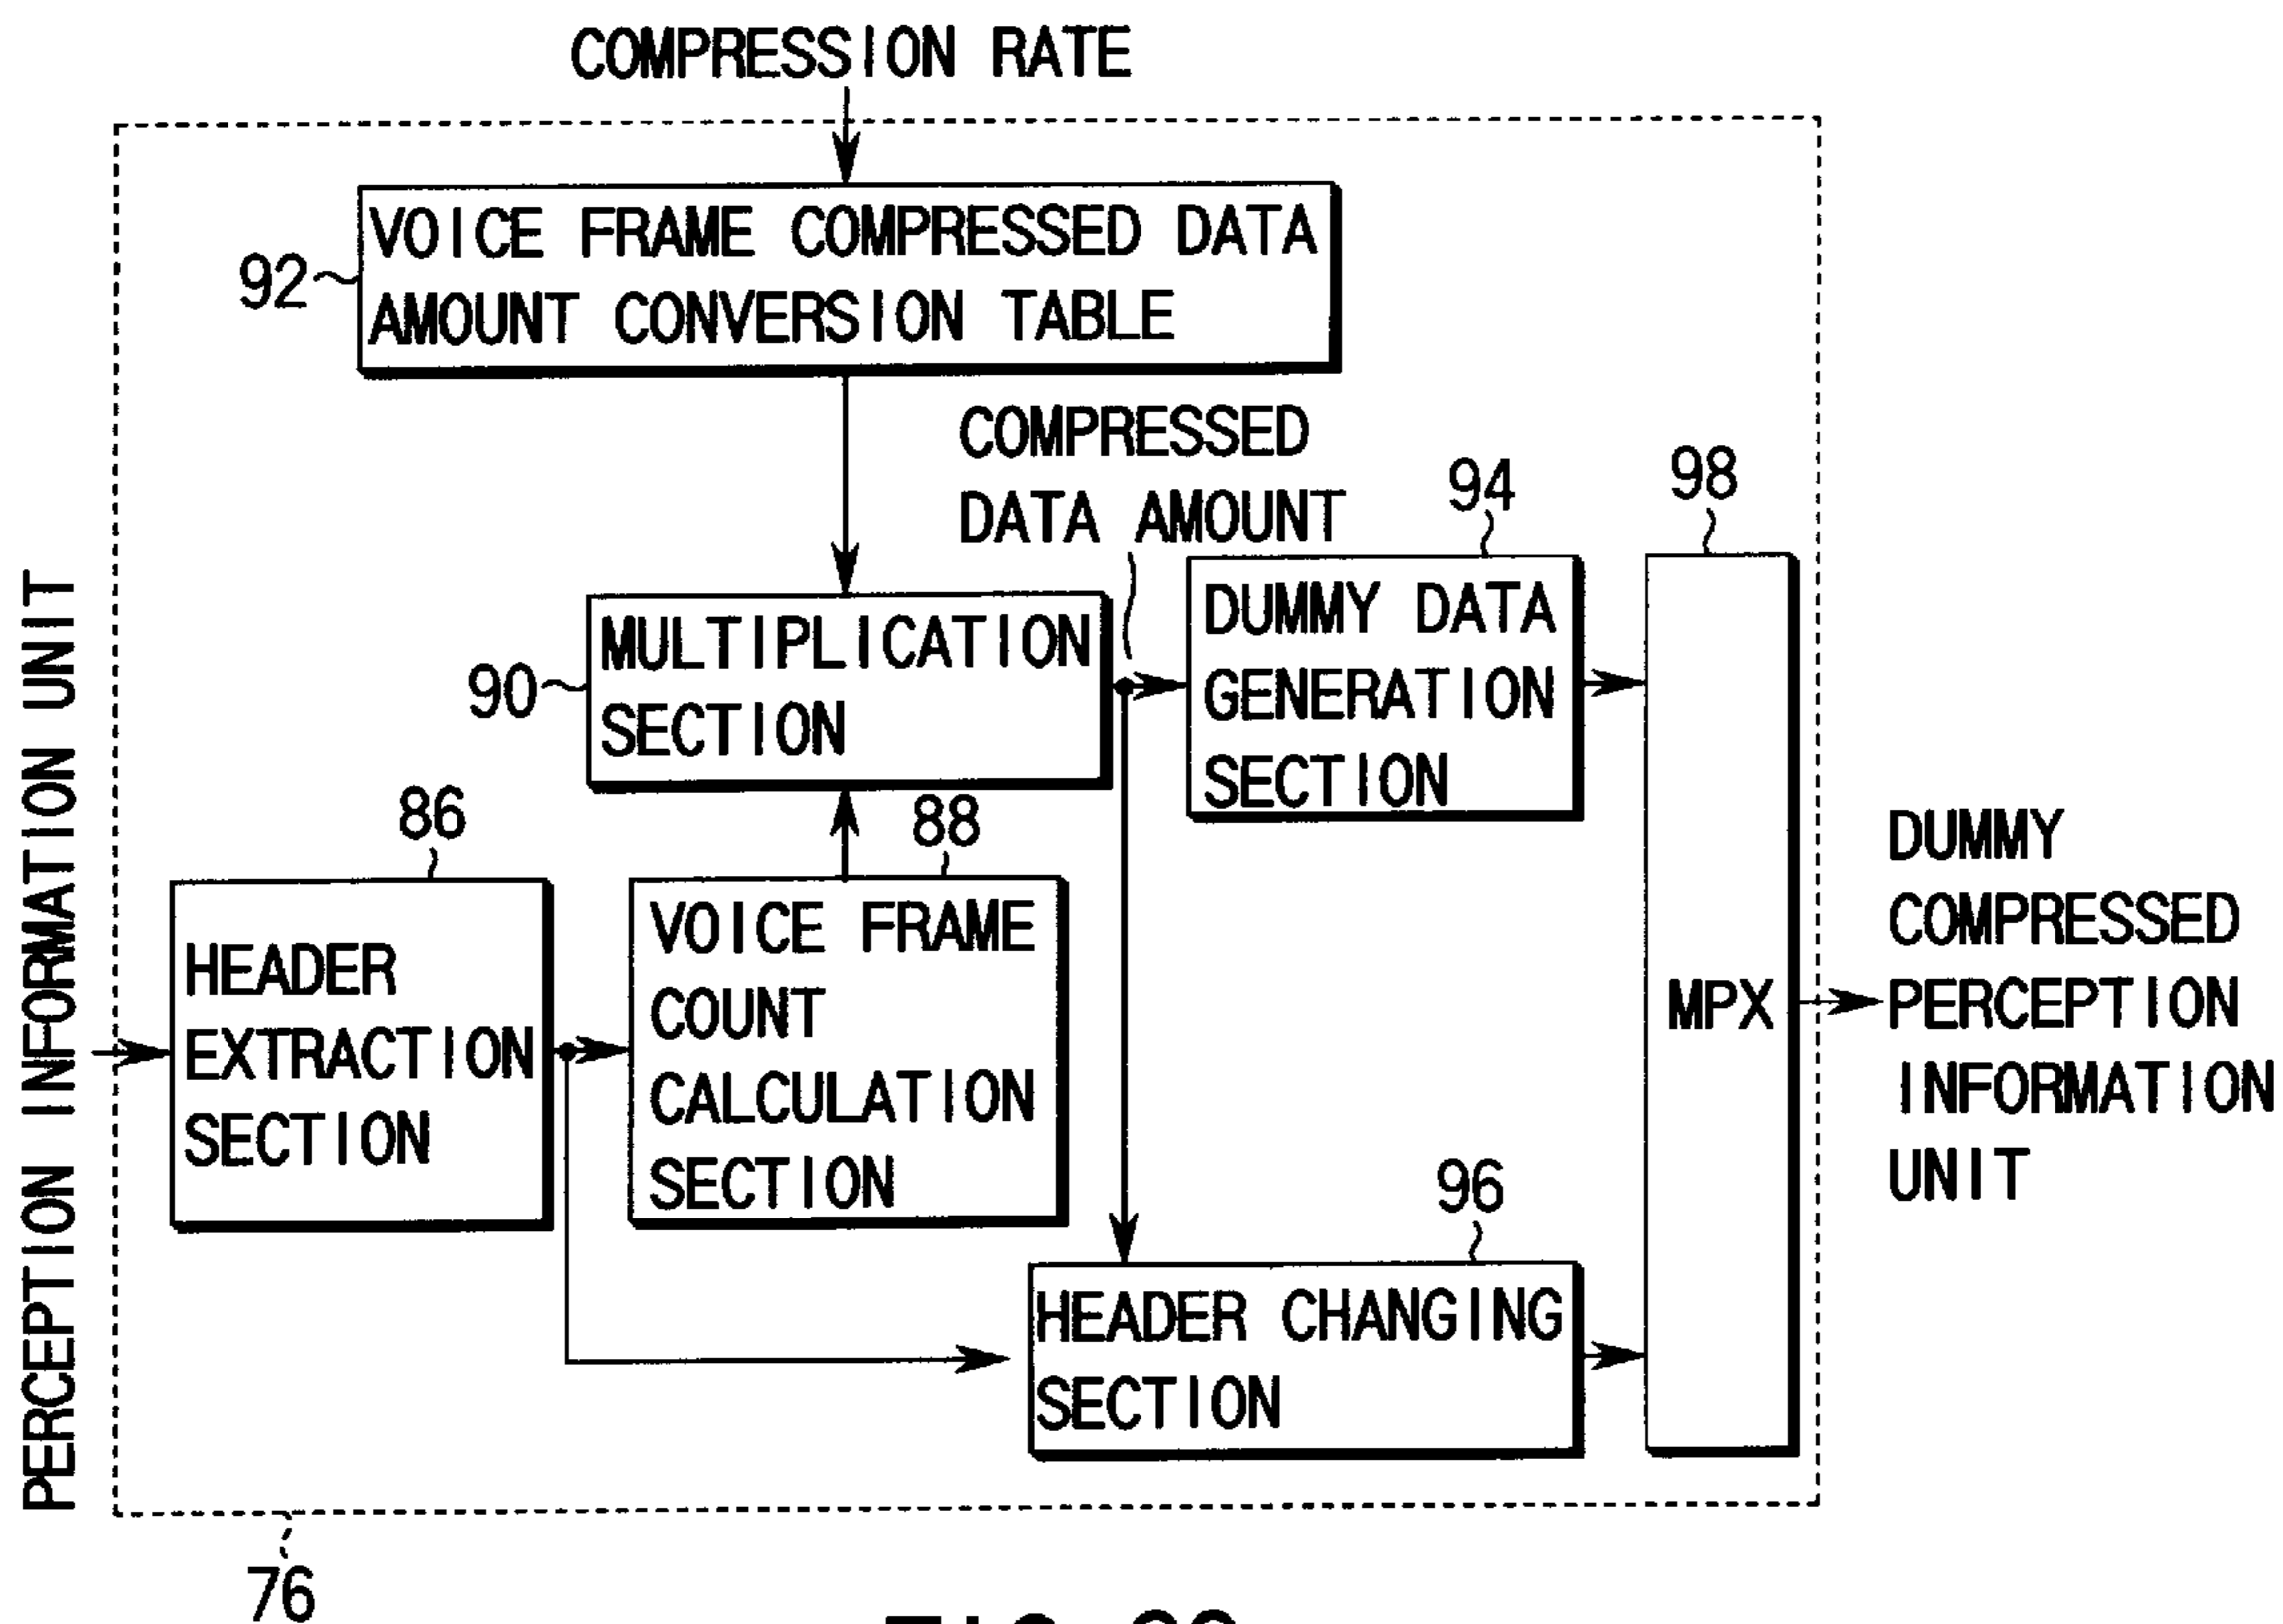 COMPRESSION RATE
VOICE FRAME COMPRESSED DATA
AMOUNT CONVERSION TABLE
92
COMPRESSED
DATA AMOUNT
94
98
MULTIPLICATION
SECTION
90
DUMMY DATA
GENERATION
SECTION
PERCEPTION INFORMATION UNIT
86
88
HEADER
EXTRACTION
SECTION
VOICE FRAME
COUNT
CALCULATION
SECTION
MPX
DUMMY
COMPRESSED
PERCEPTION
INFORMATION
UNIT
96
HEADER CHANGING
SECTION
76